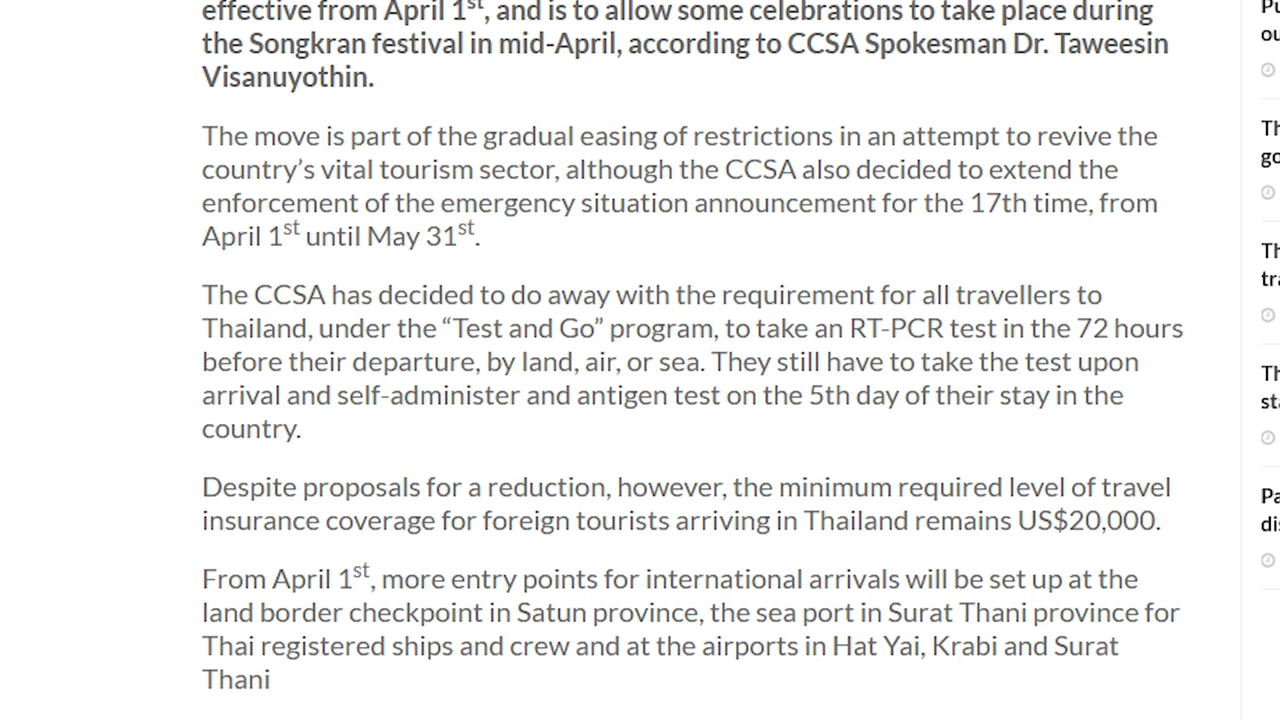 effective from April 1st, and is to allow some celebrations to take place during
the Songkran festival in mid-April, according to CCSA Spokesman Dr. Taweesin
Visanuyothin.
The move is part of the gradual easing of restrictions in an attempt to revive the
country’s vital tourism sector, although the CCSA also decided to extend the
enforcement of the emergency situation announcement for the 17th time, from
April 1st until May 31st.
The CCSA has decided to do away with the requirement for all travellers to
Thailand, under the “Test and Go” program, to take an RT-PCR test in the 72 hours
before their departure, by land, air, or sea. They still have to take the test upon
arrival and self-administer and antigen test on the 5th day of their stay in the
country.
Despite proposals for a reduction, however, the minimum required level of travel
insurance coverage for foreign tourists arriving in Thailand remains US$20,000.
From April 1st, more entry points for international arrivals will be set up at the
land border checkpoint in Satun province, the sea port in Surat Thani province for
Thai registered ships and crew and at the airports in Hat Yai, Krabi and Surat
Thani